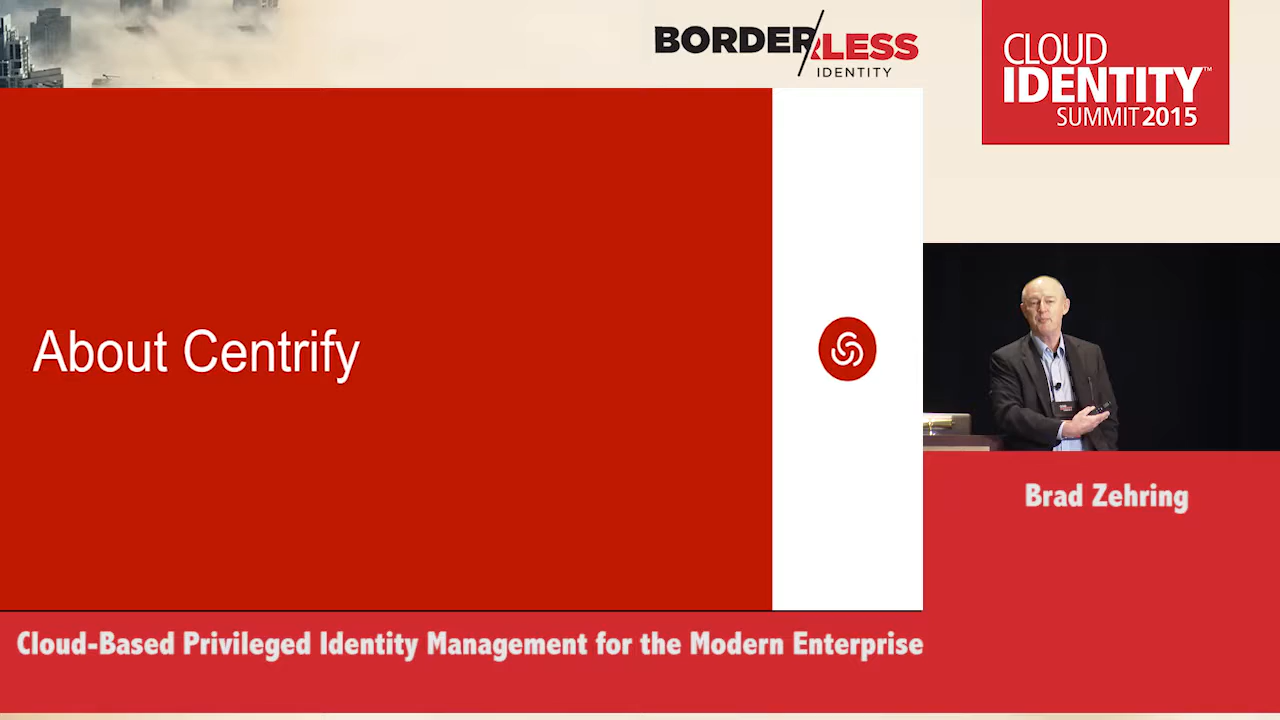 BORDERLESS
IDENTITY
CLOUD
IDENTITY™
SUMMIT 2015
About Centrify
Brad Zehring
Cloud-Based Privileged Identity Management for the Modern Enterprise